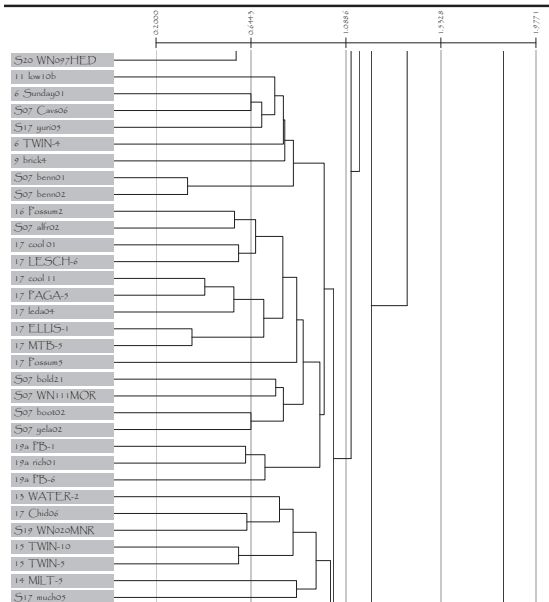 0.2000 0.6443 1.0886 1.5328 1.9771
S20 WN097HED
11 low10b
6 Sunday01
S07 Cavs06
S17 yuri05
6 TWIN-4
9 brick4
S07 benn01
S07 benn02
16 Possum2
S07 alfr02
17 cool 01
17 LESCH-6
17 cool 11
17 PAGA-5
17 leda04
17 ELLIS-1
17 MTB-5
17 Possum5
S07 bold21
S07 WN111MOR
S07 boot02
S07 yela02
19a PB-1
19a rich01
19a PB-6
13 WATER-2
17 Chid06
S19 WN020MNR
15 TWIN-10
15 TWIN-5
14 MILT-5
S17 much05